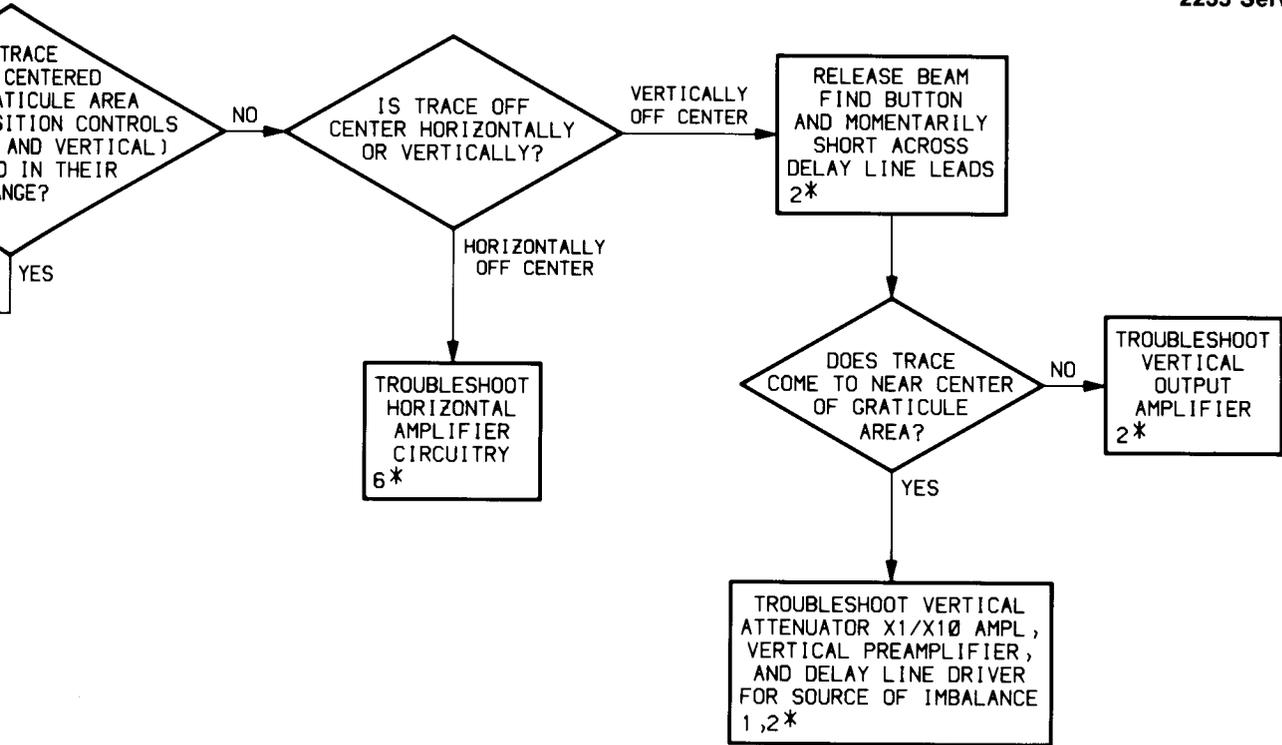 2235 Serv
TRACE
CENTERED
ATICULE AREA
SITION CONTROLS
AND VERTICAL)
IN THEIR
ANGE?
NO
YES
IS TRACE OFF
CENTER HORIZONTALLY
OR VERTICALLY?
VERTICALLY
OFF CENTER
HORIZONTALLY
OFF CENTER
RELEASE BEAM
FIND BUTTON
AND MOMENTARILY
SHORT ACROSS
DELAY LINE LEADS
2*
TROUBLESHOOT
HORIZONTAL
AMPLIFIER
CIRCUITRY
6*
DOES TRACE
COME TO NEAR CENTER
OF GRATICULE
AREA?
NO
TROUBLESHOOT
VERTICAL
OUTPUT
AMPLIFIER
2*
YES
TROUBLESHOOT VERTICAL
ATTENUATOR X1/X10 AMPL,
VERTICAL PREAMPLIFIER,
AND DELAY LINE DRIVER
FOR SOURCE OF IMBALANCE
1,2*